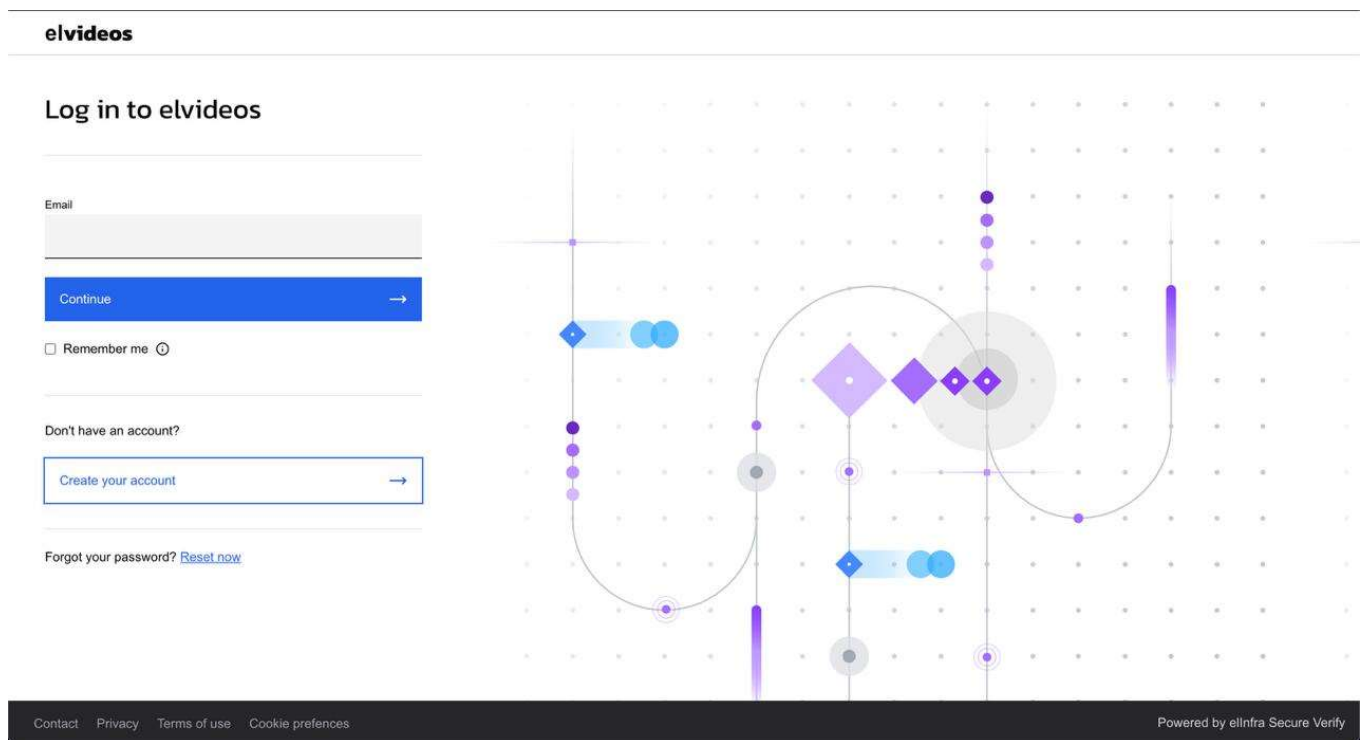 elvideos
Log in to elvideos
Email
Continue
Remember me
Don't have an account?
Create your account
Forgot your password? Reset now
Contact Privacy Terms of use Cookie prefences Powered by elInfra Secure Verify